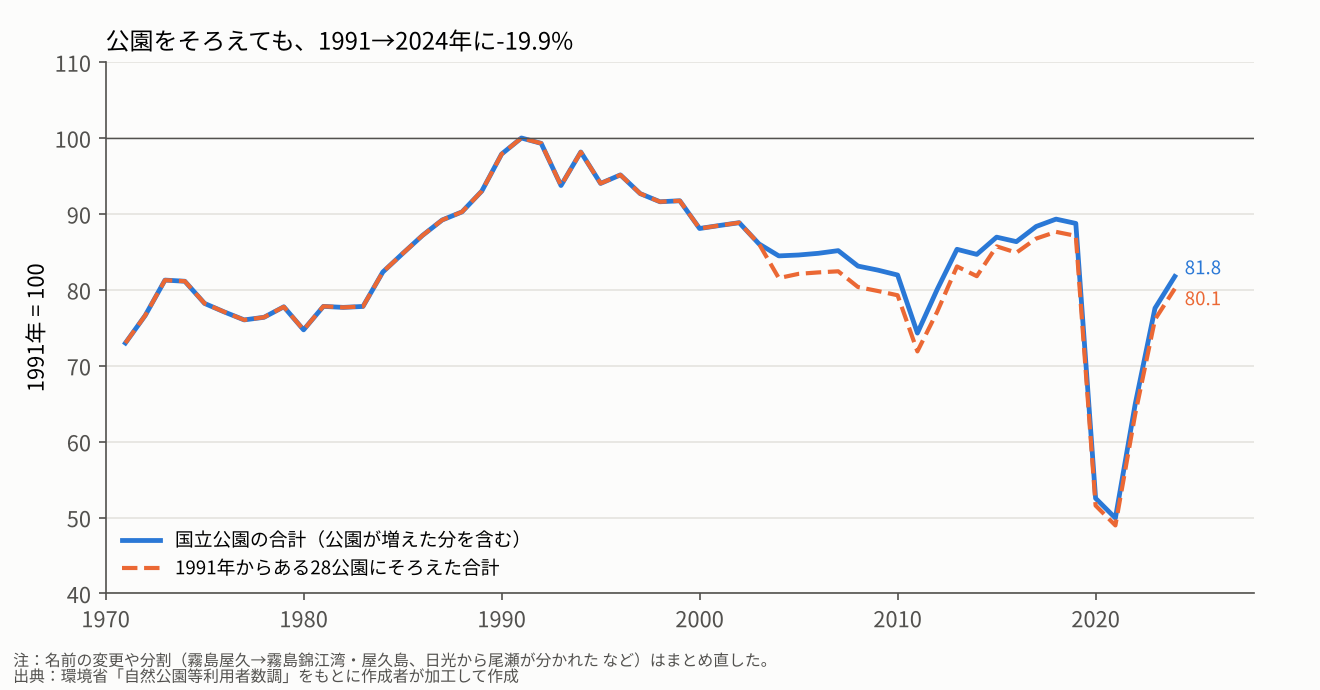 公園をそろえても、1991→2024年に-19.9%
110
100
90
80
70
60
50
40
1991年 = 100
81.8
80.1
国立公園の合計（公園が増えた分を含む）
1991年からある28公園にそろえた合計
1970
1980
1990
2000
2010
2020
注：名前の変更や分割（霧島屋久→霧島錦江湾・屋久島、日光から尾瀬が分かれた など）はまとめ直した。
出典：環境省「自然公園等利用者数調」をもとに作成者が加工して作成